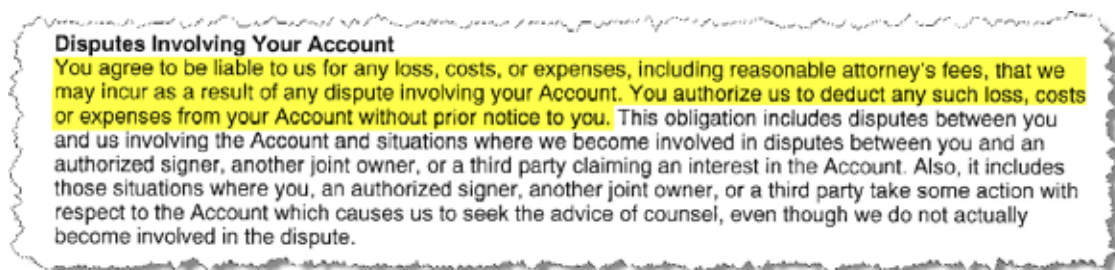 Disputes Involving Your Account
You agree to be liable to us for any loss, costs, or expenses, including reasonable attorney's fees, that we
may incur as a result of any dispute involving your Account. You authorize us to deduct any such loss, costs
or expenses from your Account without prior notice to you. This obligation includes disputes between you
and us involving the Account and situations where we become involved in disputes between you and an
authorized signer, another joint owner, or a third party claiming an interest in the Account. Also, it includes
those situations where you, an authorized signer, another joint owner, or a third party take some action with
respect to the Account which causes us to seek the advice of counsel, even though we do not actually
become involved in the dispute.